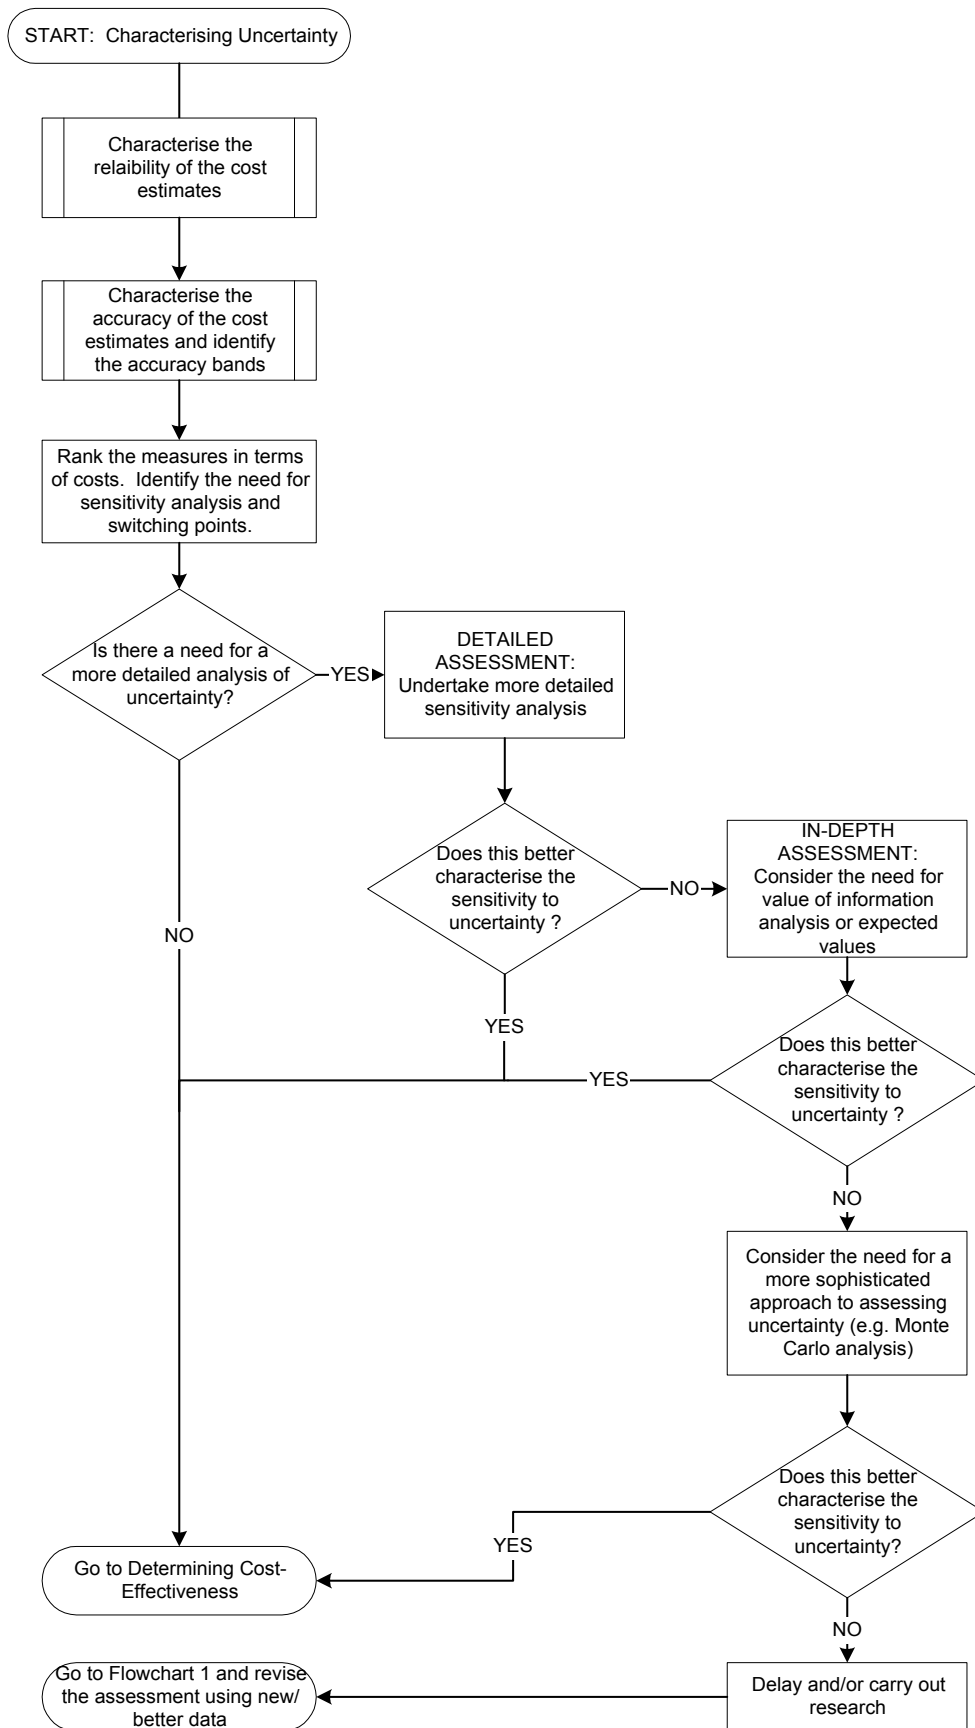 START:  Characterising Uncertainty
Characterise the
relaibility of the cost
estimates
Characterise the
accuracy of the cost
estimates and identify
the accuracy bands
Rank the measures in terms
of costs.  Identify the need for
sensitivity analysis and
switching points.
Is there a need for a
more detailed analysis of
uncertainty?
YES
DETAILED
ASSESSMENT:
Undertake more detailed
sensitivity analysis
Does this better
characterise the
sensitivity to
uncertainty ?
NO
IN-DEPTH
ASSESSMENT:
Consider the need for
value of information
analysis or expected
values
NO
YES
Does this better
characterise the
sensitivity to
uncertainty ?
YES
NO
Consider the need for a
more sophisticated
approach to assessing
uncertainty (e.g. Monte
Carlo analysis)
Does this better
characterise the
sensitivity to
uncertainty?
YES
Go to Determining Cost-
Effectiveness
NO
Delay and/or carry out
research
Go to Flowchart 1 and revise
the assessment using new/
better data